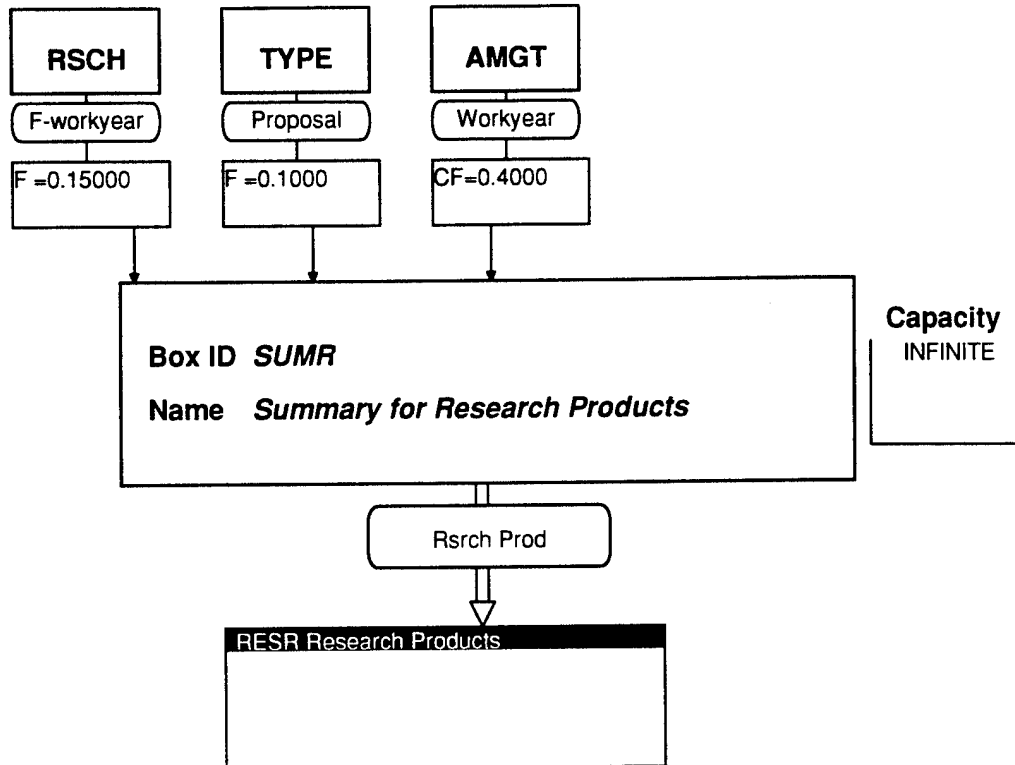 RSCH TYPE AMGT
F-workyear Proposal Workyear
F =0.15000 F =0.1000 CF=0.4000
Capacity
INFINITE
Box ID SUMR
Name Summary for Research Products
Rsrch Prod
RESR Research Products